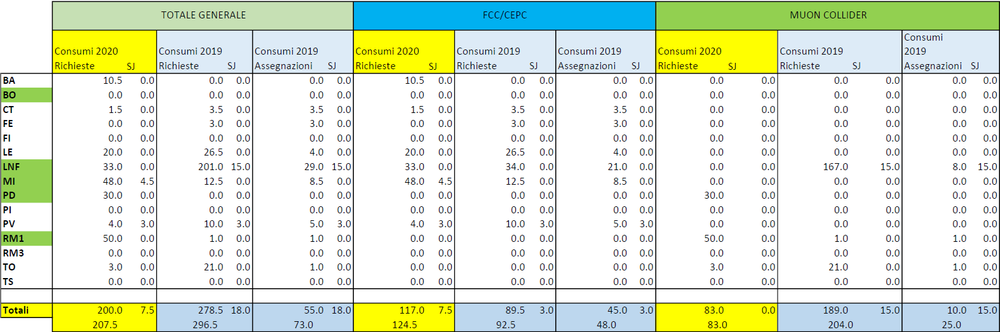 TOTALE GENERALE FCC/CEPC MUON COLLIDER
Consumi
Consumi 2020 Consumi 2019 Consumi 2019 Consumi 2020 Consumi 2019 Consumi 2019 Consumi 2020 Consumi 2019 2019
Richieste SJ Richieste SJ Assegnazioni SJ Richieste SJ Richieste SJ Assegnazioni SJ Richieste SJ Richieste SJ Assegnazioni SJ
BA 10.5 0.0 0.0 0.0 0.0 0.0 10.5 0.0 0.0 0.0 0.0 0.0 0.0 0.0 0.0 0.0 0.0 0.0
BO 0.0 0.0 0.0 0.0 0.0 0.0 0.0 0.0 0.0 0.0 0.0 0.0 0.0 0.0 0.0 0.0 0.0 0.0
CT 1.5 0.0 3.5 0.0 3.5 0.0 1.5 0.0 3.5 0.0 3.5 0.0 0.0 0.0 0.0 0.0 0.0 0.0
FE 0.0 0.0 3.0 0.0 3.0 0.0 0.0 0.0 3.0 0.0 3.0 0.0 0.0 0.0 0.0 0.0 0.0 0.0
FI 0.0 0.0 0.0 0.0 0.0 0.0 0.0 0.0 0.0 0.0 0.0 0.0 0.0 0.0 0.0 0.0 0.0 0.0
LE 20.0 0.0 26.5 0.0 4.0 0.0 20.0 0.0 26.5 0.0 4.0 0.0 0.0 0.0 0.0 0.0 0.0 0.0
LNF 33.0 0.0 201.0 15.0 29.0 15.0 33.0 0.0 34.0 0.0 21.0 0.0 0.0 0.0 167.0 15.0 8.0 15.0
MI 48.0 4.5 12.5 0.0 8.5 0.0 48.0 4.5 12.5 0.0 8.5 0.0 0.0 0.0 0.0 0.0 0.0 0.0
PD 30.0 0.0 0.0 0.0 0.0 0.0 0.0 0.0 0.0 0.0 0.0 0.0 30.0 0.0 0.0 0.0 0.0 0.0
PI 0.0 0.0 0.0 0.0 0.0 0.0 0.0 0.0 0.0 0.0 0.0 0.0 0.0 0.0 0.0 0.0 0.0 0.0
PV 4.0 3.0 10.0 3.0 5.0 3.0 4.0 3.0 10.0 3.0 5.0 3.0 0.0 0.0 0.0 0.0 0.0 0.0
RM1 50.0 0.0 1.0 0.0 1.0 0.0 0.0 0.0 0.0 0.0 0.0 0.0 50.0 0.0 1.0 0.0 1.0 0.0
RM3 0.0 0.0 0.0 0.0 0.0 0.0 0.0 0.0 0.0 0.0 0.0 0.0 0.0 0.0 0.0 0.0 0.0 0.0
TO 3.0 0.0 21.0 0.0 1.0 0.0 0.0 0.0 0.0 0.0 0.0 0.0 3.0 0.0 21.0 0.0 1.0 0.0
TS 0.0 0.0 0.0 0.0 0.0 0.0 0.0 0.0 0.0 0.0 0.0 0.0 0.0 0.0 0.0 0.0 0.0 0.0
Totali 200.0 7.5 278.5 18.0 55.0 18.0 117.0 7.5 89.5 3.0 45.0 3.0 83.0 0.0 189.0 15.0 10.0 15.0
207.5 296.5 73.0 124.5 92.5 48.0 83.0 204.0 25.0